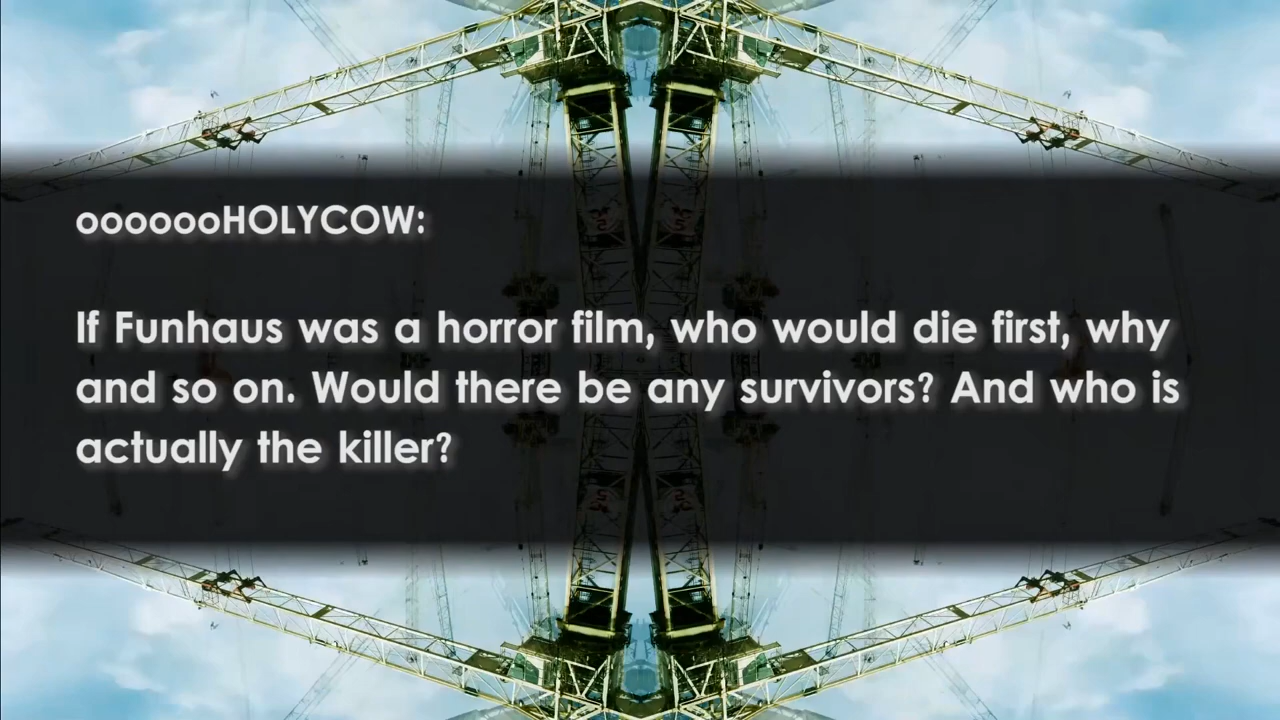 ooooooHOLYCOW:
If Funhaus was a horror film, who would die first, why
and so on. Would there be any survivors? And who is
actually the killer?